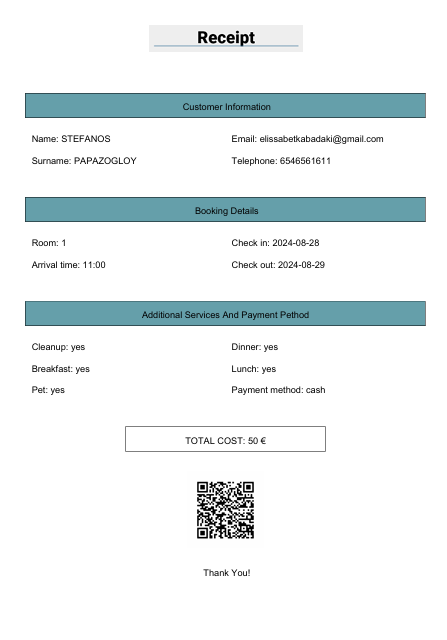 Receipt
Customer Information
Name: STEFANOS
Email: elissabetkabadaki@gmail.com
Surname: PAPAZOGLOY
Telephone: 6546561611
Booking Details
Room: 1
Check in: 2024-08-28
Arrival time: 11:00
Check out: 2024-08-29
Additional Services And Payment Pethod
Cleanup: yes
Dinner: yes
Breakfast: yes
Lunch: yes
Pet: yes
Payment method: cash
TOTAL COST: 50 €
Thank You!